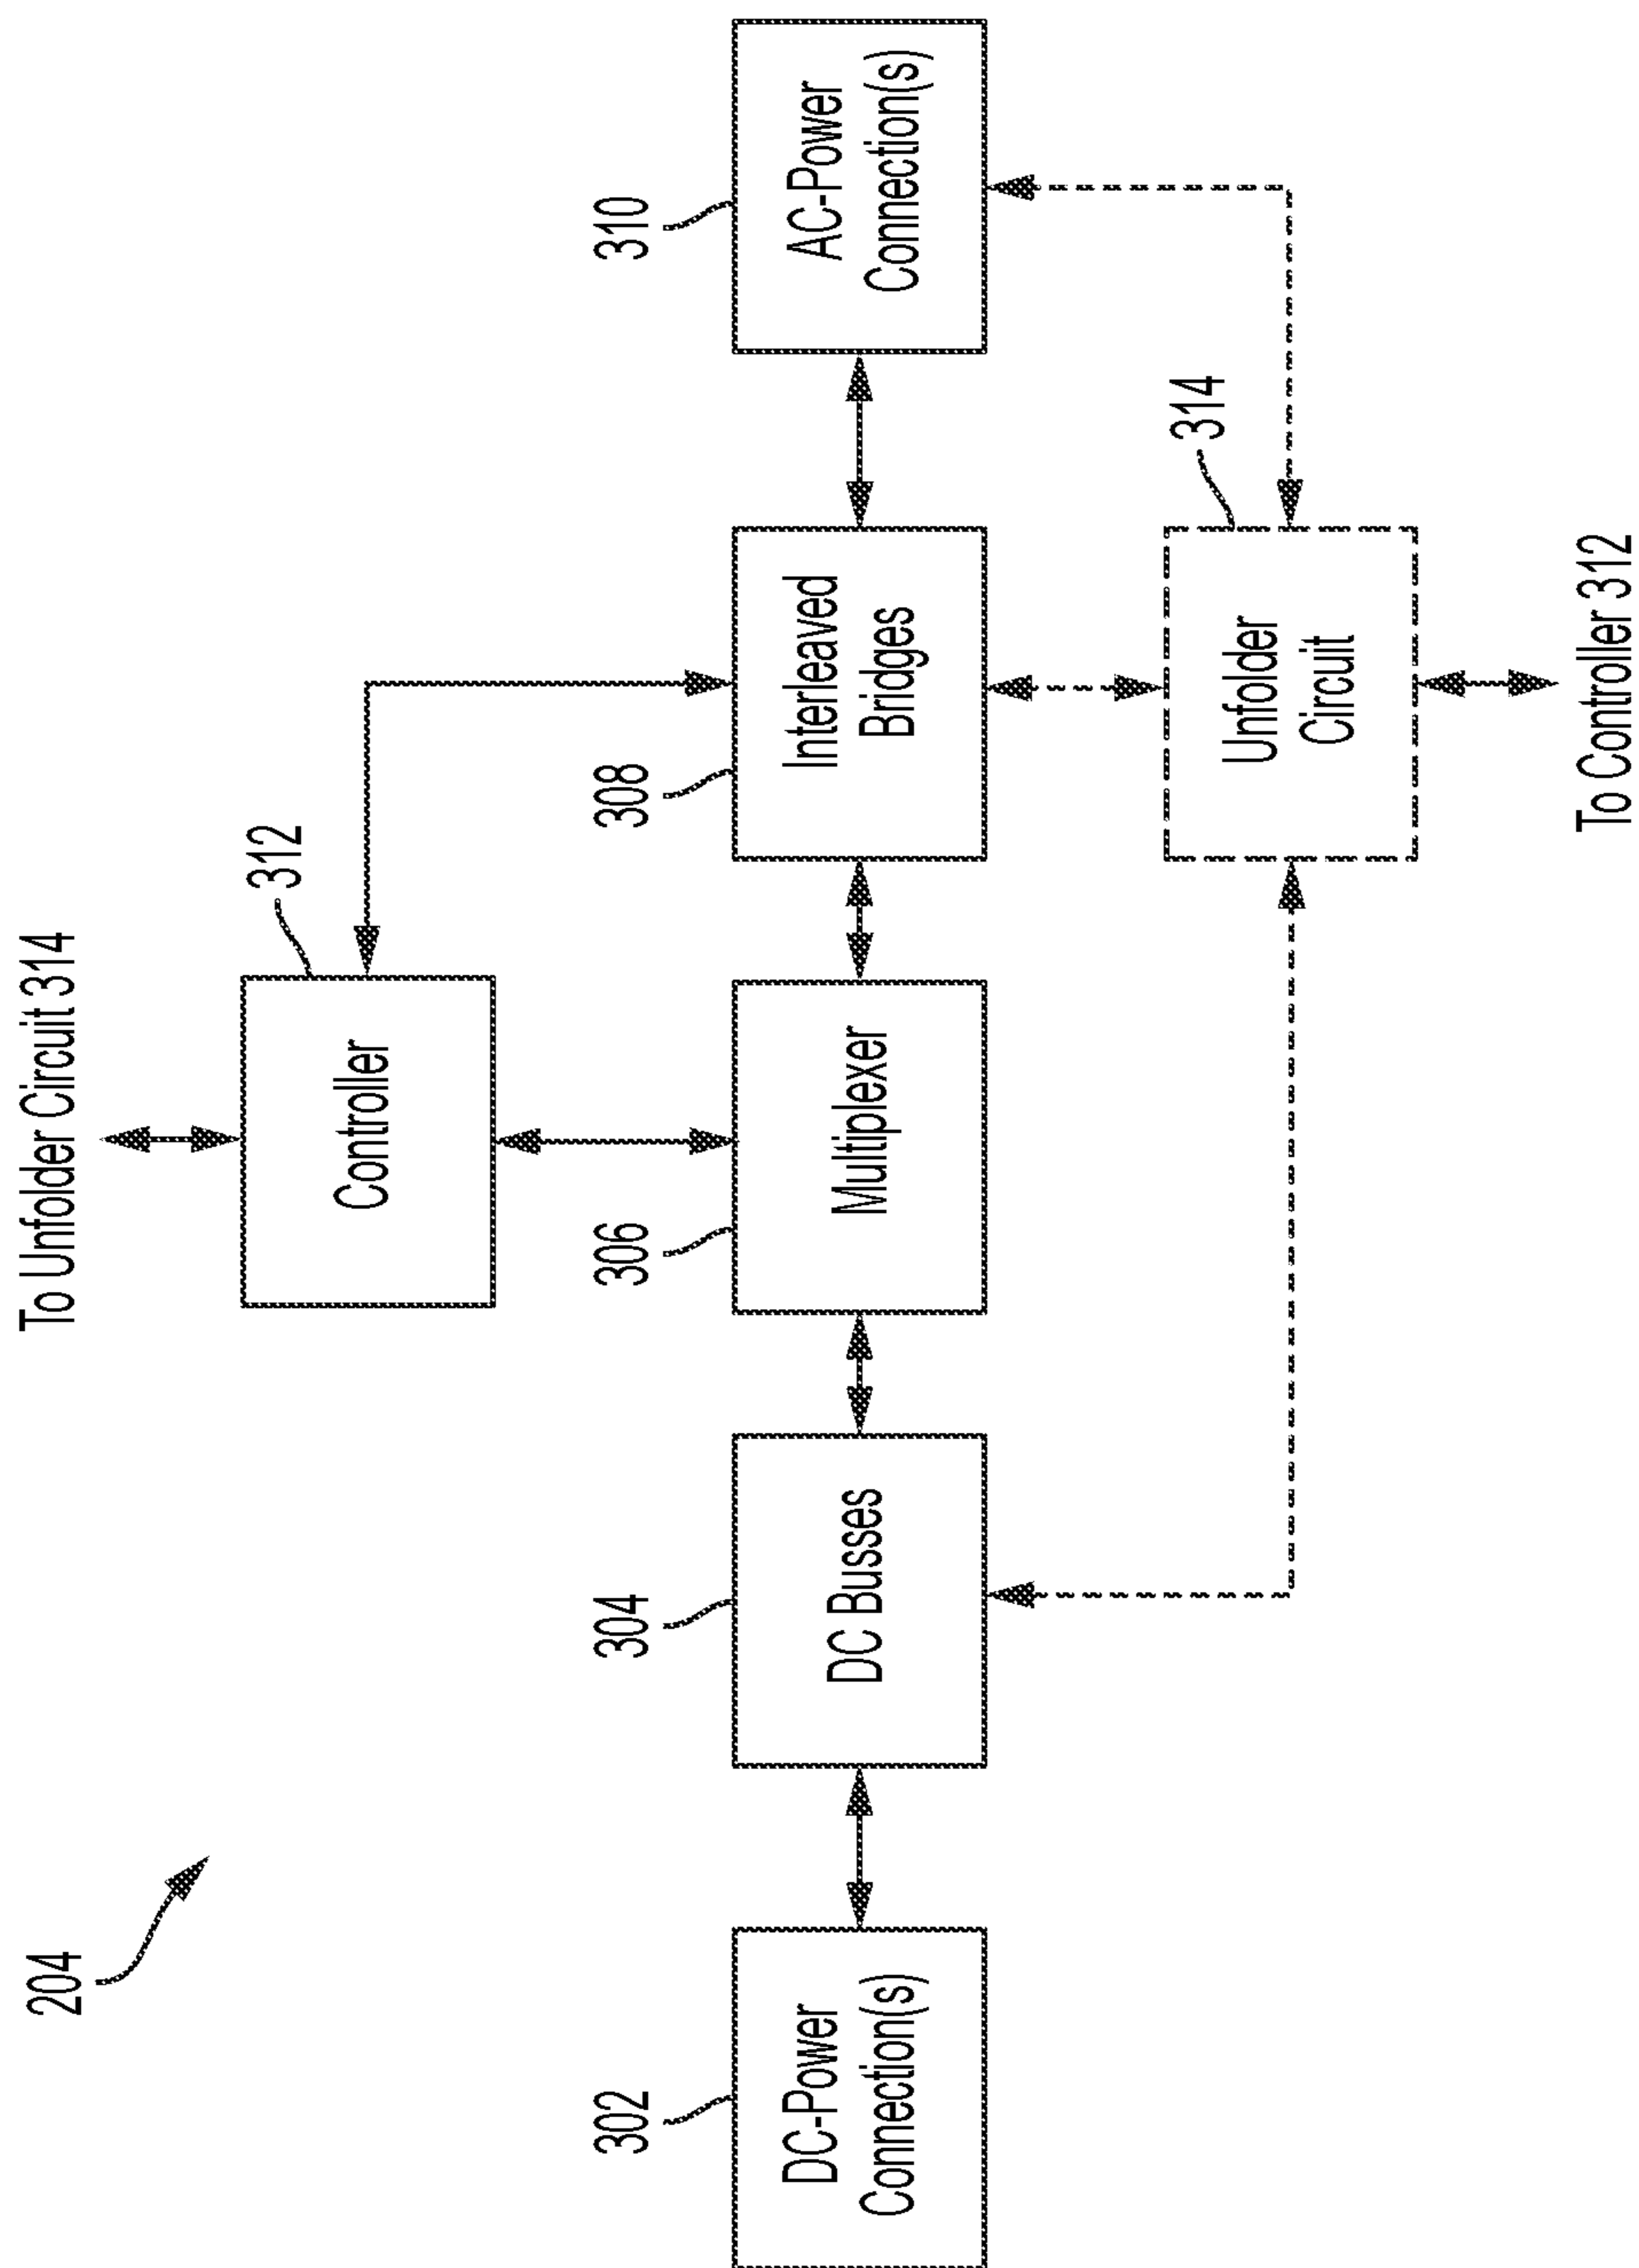 204
To Unfolder Circuit 314
312
Controller
302
DC-Power
Connection(s)
304
DC Busses
306
Multiplexer
308
Interleaved
Bridges
310
AC-Power
Connection(s)
314
Unfolder
Circuit
To Controller 312